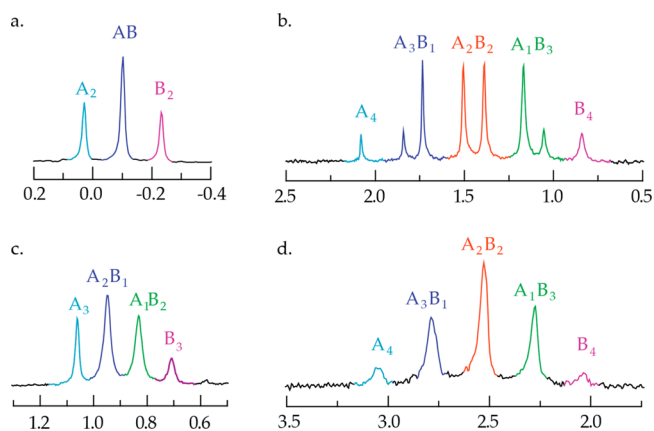 a.
AB
A₂
B₂
0.2 0.0 -0.2 -0.4
b.
A₃B₁ A₂B₂ A₁B₃
A₄
B₄
2.5 2.0 1.5 1.0 0.5
c.
A₂B₁
A₃ A₁B₂
B₃
1.2 1.0 0.8 0.6
d.
A₂B₂
A₃B₁ A₁B₃
A₄ B₄
3.5 3.0 2.5 2.0